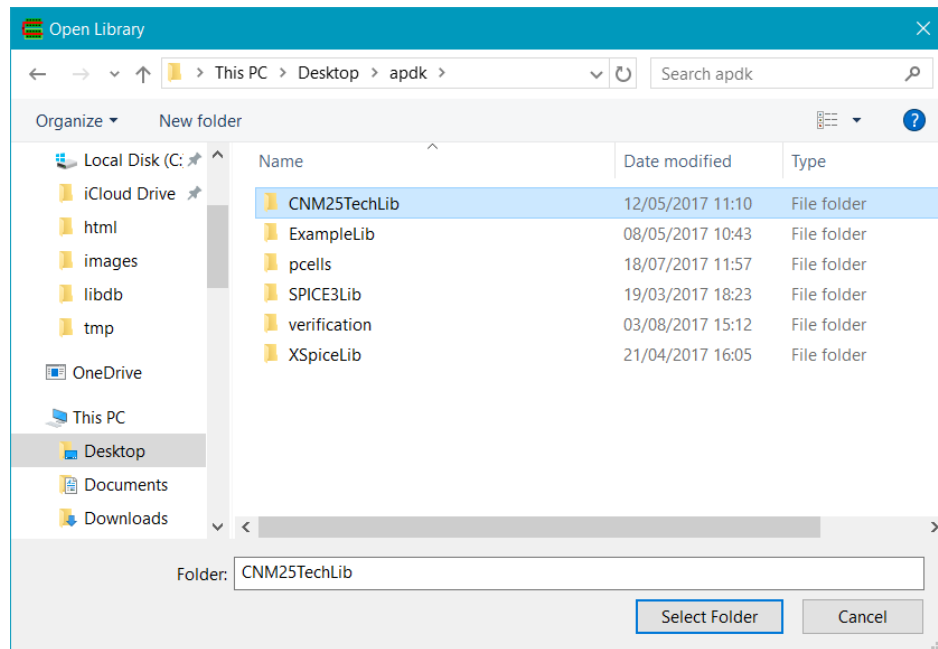 Open Library
This PC > Desktop > apdk >
Search apdk
Organize
New folder
Local Disk (C:
iCloud Drive
html
images
libdb
tmp
OneDrive
This PC
Desktop
Documents
Downloads
Name Date modified Type
CNM25TechLib 12/05/2017 11:10 File folder
ExampleLib 08/05/2017 10:43 File folder
pcells 18/07/2017 11:57 File folder
SPICE3Lib 19/03/2017 18:23 File folder
verification 03/08/2017 15:12 File folder
XSpiceLib 21/04/2017 16:05 File folder
Folder: CNM25TechLib
Select Folder Cancel